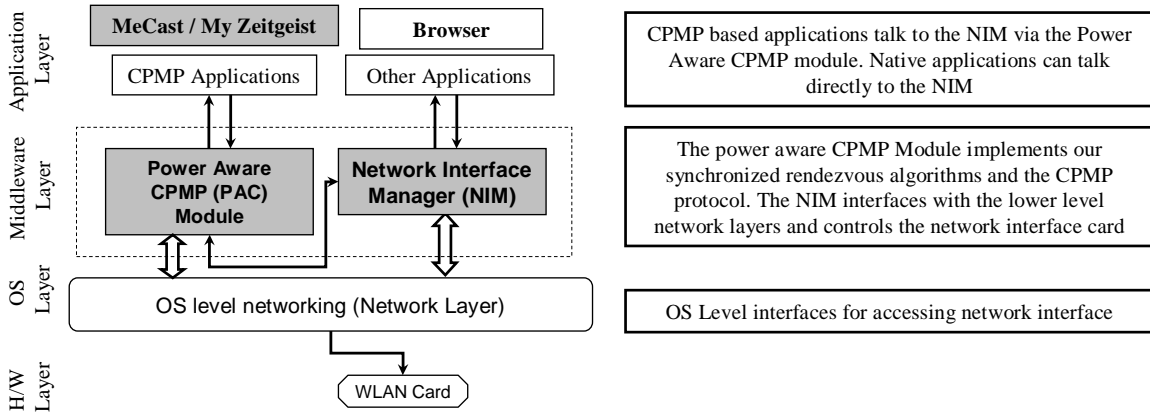 Application
Layer
MeCast / My Zeitgeist
CPMP Applications
Browser
Other Applications
CPMP based applications talk to the NIM via the Power
Aware CPMP module. Native applications can talk
directly to the NIM
Middleware
Layer
Power Aware
CPMP (PAC)
Module
Network Interface
Manager (NIM)
The power aware CPMP Module implements our
synchronized rendezvous algorithms and the CPMP
protocol. The NIM interfaces with the lower level
network layers and controls the network interface card
OS
Layer
OS level networking (Network Layer)
OS Level interfaces for accessing network interface
H/W
Layer
WLAN Card